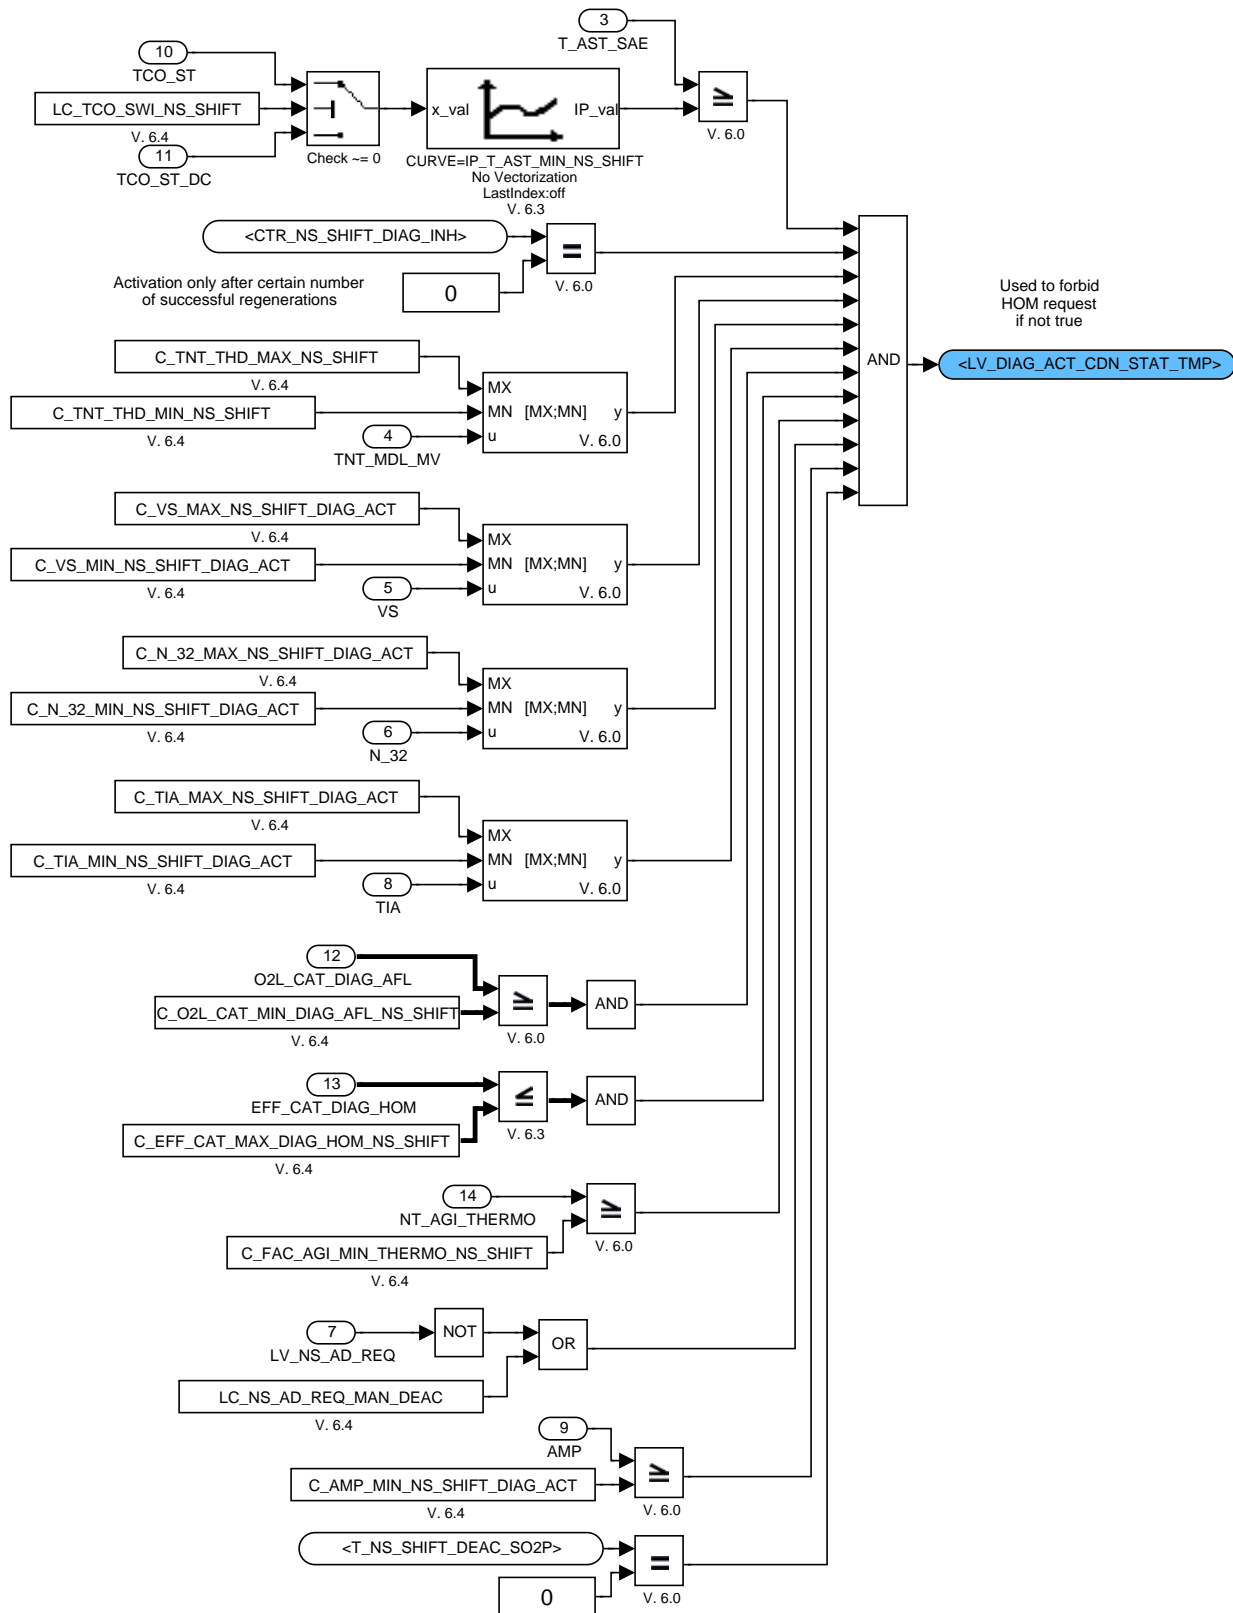 3
T_AST_SAE
10
TCO_ST
LC_TCO_SWI_NS_SHIFT
V. 6.4
11
TCO_ST_DC
Check ~= 0
x_val
IP_val
CURVE=IP_T_AST_MIN_NS_SHIFT
No Vectorization
LastIndex:off
V. 6.3
≥
V. 6.0
<CTR_NS_SHIFT_DIAG_INH>
=
V. 6.0
Activation only after certain number
of successful regenerations
0
Used to forbid
HOM request
if not true
AND
<LV_DIAG_ACT_CDN_STAT_TMP>
C_TNT_THD_MAX_NS_SHIFT
V. 6.4
C_TNT_THD_MIN_NS_SHIFT
V. 6.4
4
TNT_MDL_MV
MX
MN [MX;MN] y
u
V. 6.0
C_VS_MAX_NS_SHIFT_DIAG_ACT
V. 6.4
C_VS_MIN_NS_SHIFT_DIAG_ACT
V. 6.4
5
VS
MX
MN [MX;MN] y
u
V. 6.0
C_N_32_MAX_NS_SHIFT_DIAG_ACT
V. 6.4
C_N_32_MIN_NS_SHIFT_DIAG_ACT
V. 6.4
6
N_32
MX
MN [MX;MN] y
u
V. 6.0
C_TIA_MAX_NS_SHIFT_DIAG_ACT
V. 6.4
C_TIA_MIN_NS_SHIFT_DIAG_ACT
V. 6.4
8
TIA
MX
MN [MX;MN] y
u
V. 6.0
12
O2L_CAT_DIAG_AFL
C_O2L_CAT_MIN_DIAG_AFL_NS_SHIFT
V. 6.4
≥
V. 6.0
AND
13
EFF_CAT_DIAG_HOM
C_EFF_CAT_MAX_DIAG_HOM_NS_SHIFT
V. 6.4
≤
V. 6.3
AND
14
NT_AGI_THERMO
C_FAC_AGI_MIN_THERMO_NS_SHIFT
V. 6.4
≥
V. 6.0
7
LV_NS_AD_REQ
NOT
OR
LC_NS_AD_REQ_MAN_DEAC
V. 6.4
9
AMP
C_AMP_MIN_NS_SHIFT_DIAG_ACT
V. 6.4
≥
V. 6.0
<T_NS_SHIFT_DEAC_SO2P>
0
=
V. 6.0